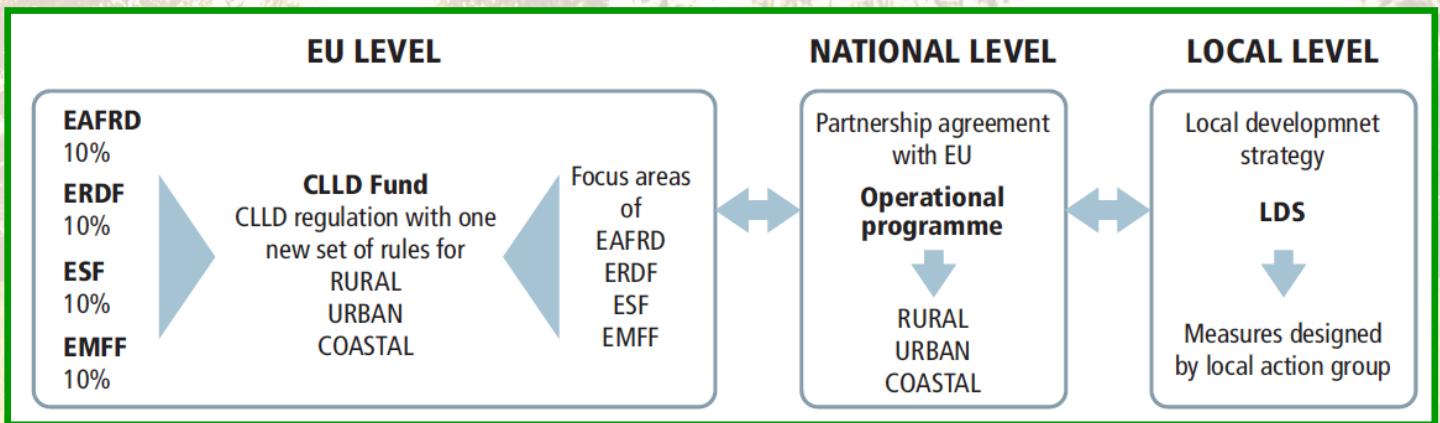 EU LEVEL
EAFRD
10%
ERDF
10%
ESF
10%
EMFF
10%
CLLD Fund
CLLD regulation with one
new set of rules for
RURAL
URBAN
COASTAL
Focus areas
of
EAFRD
ERDF
ESF
EMFF
NATIONAL LEVEL
Partnership agreement
with EU
Operational
programme
RURAL
URBAN
COASTAL
LOCAL LEVEL
Local developmnet
strategy
LDS
Measures designed
by local action group